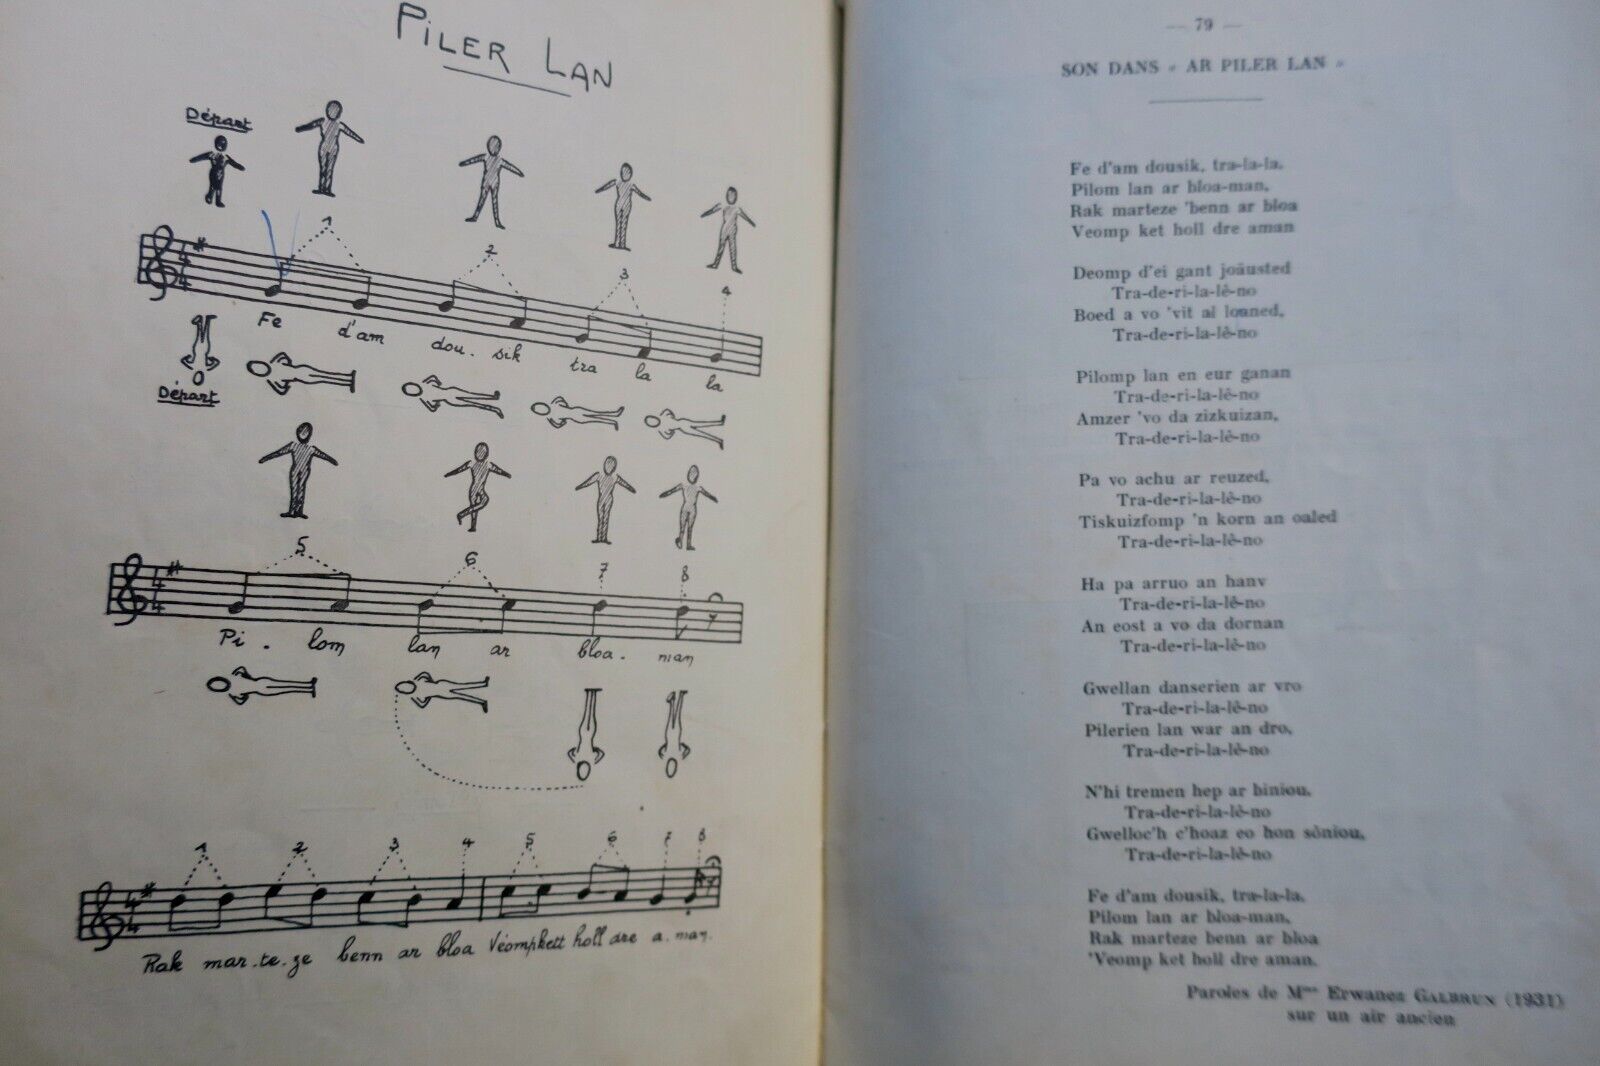 PILER LAN
Départ
1
2
3
4
Fe d'am dou. sik tra la la
Départ
5
6
7
8
Pi . lom lan ar bloa . man
1 2 3 4 5 6 7 8
Rak mar.te.ze benn ar bloa Véompkett holl dre a.man.
— 79 —
SON DANS « AR PILER LAN »
Fe d'am dousik, tra-la-la.
Pilom lan ar bloa-man,
Rak marteze 'benn ar bloa
Veomp ket holl dre aman
Deomp d'ei gant joäusted
Tra-de-ri-la-lê-no
Boed a vo 'vit al loaned,
Tra-de-ri-la-lê-no
Pilomp lan en eur ganan
Tra-de-ri-la-lê-no
Amzer 'vo da zizkuizan,
Tra-de-ri-la-lê-no
Pa vo achu ar reuzed,
Tra-de-ri-la-lê-no
Tiskuizfomp 'n korn an oaled
Tra-de-ri-la-lê-no
Ha pa arruo an hanv
Tra-de-ri-la-lê-no
An eost a vo da dornan
Tra-de-ri-la-lê-no
Gwellan danserien ar vro
Tra-de-ri-la-lê-no
Pilerien lan war an dro,
Tra-de-ri-la-lê-no
N'hi tremen hep ar biniou,
Tra-de-ri-la-lê-no
Gwelloc'h c'hoaz eo hon sôniou,
Tra-de-ri-la-lê-no
Fe d'am dousik, tra-la-la,
Pilom lan ar bloa-man,
Rak marteze benn ar bloa
'Veomp ket holl dre aman.
Paroles de Mme Erwanez GALBRUN (1931)
sur un air ancien